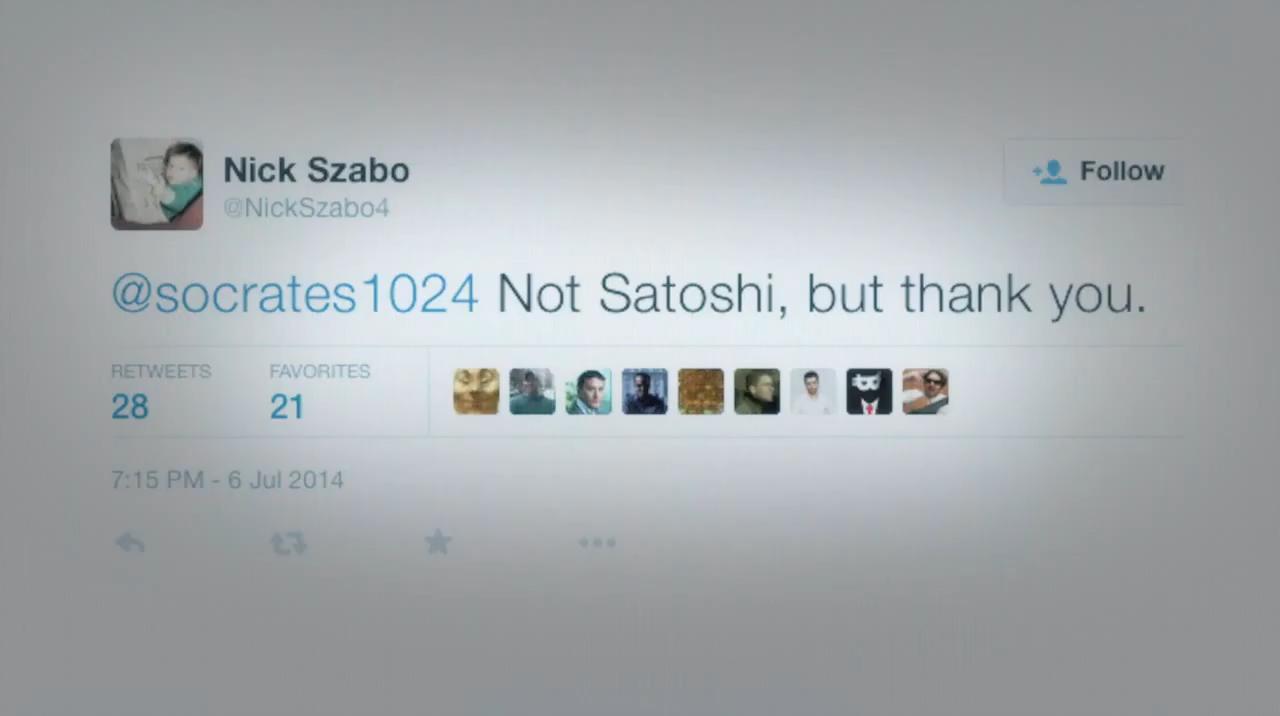 Nick Szabo
@NickSzabo4
Follow
@socrates1024 Not Satoshi, but thank you.
RETWEETS FAVORITES
28 21
7:15 PM - 6 Jul 2014